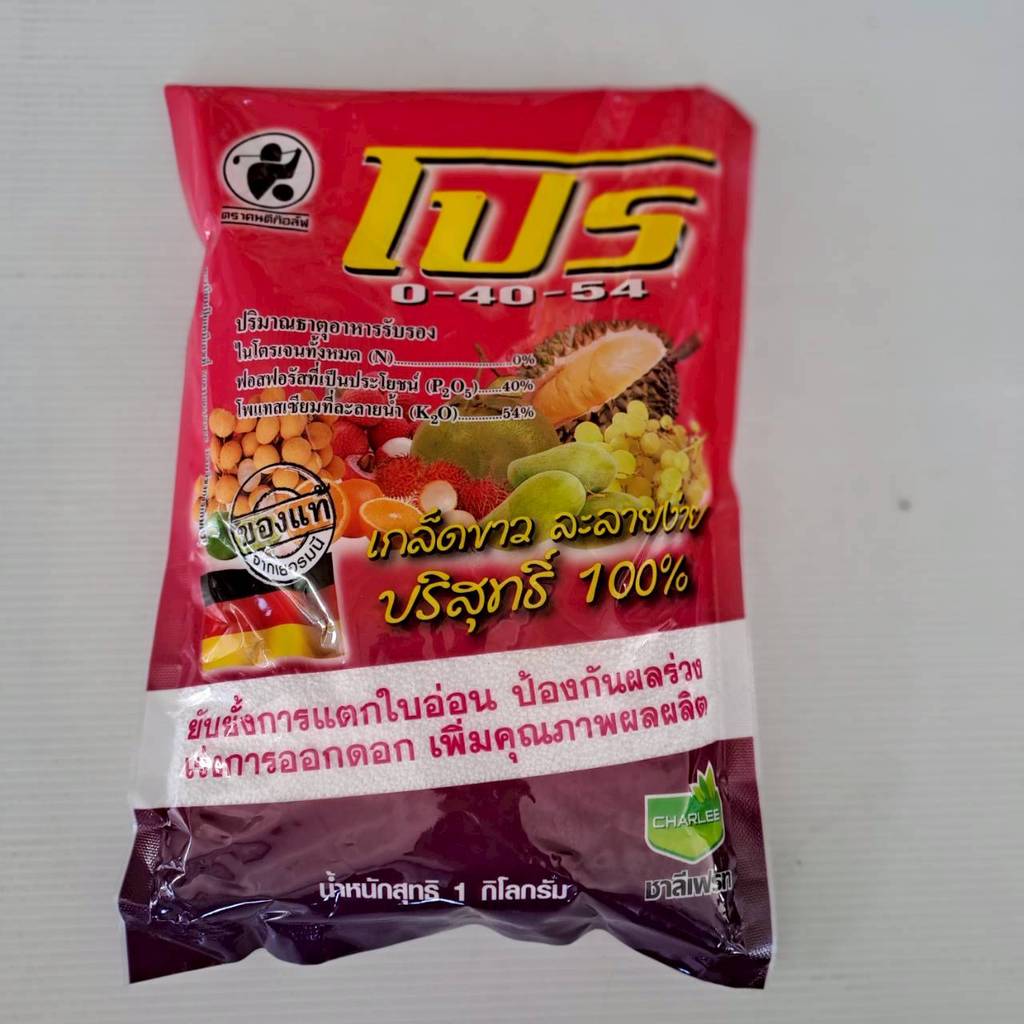 ตราคนตีกอล์ฟ
โปร
0-40-54
ปริมาณธาตุอาหารรับรอง
ไนโตรเจนทั้งหมด (N)..............................0%
ฟอสฟอรัสที่เป็นประโยชน์ (P₂O₅).......40%
โพแทสเซียมที่ละลายน้ำ (K₂O)............54%
ของแท้
จากเยอรมนี
เกล็ดขาว ละลายง่าย
บริสุทธิ์ 100%
ยับยั้งการแตกใบอ่อน ป้องกันผลร่วง
เร่งการออกดอก เพิ่มคุณภาพผลผลิต
CHARLEE
ชาลีเฟรท
น้ำหนักสุทธิ 1 กิโลกรัม